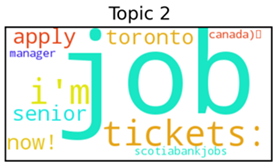 Topic 2
apply toronto canada)
manager
job
i'm
senior
tickets:
now!
scotiabankjobs